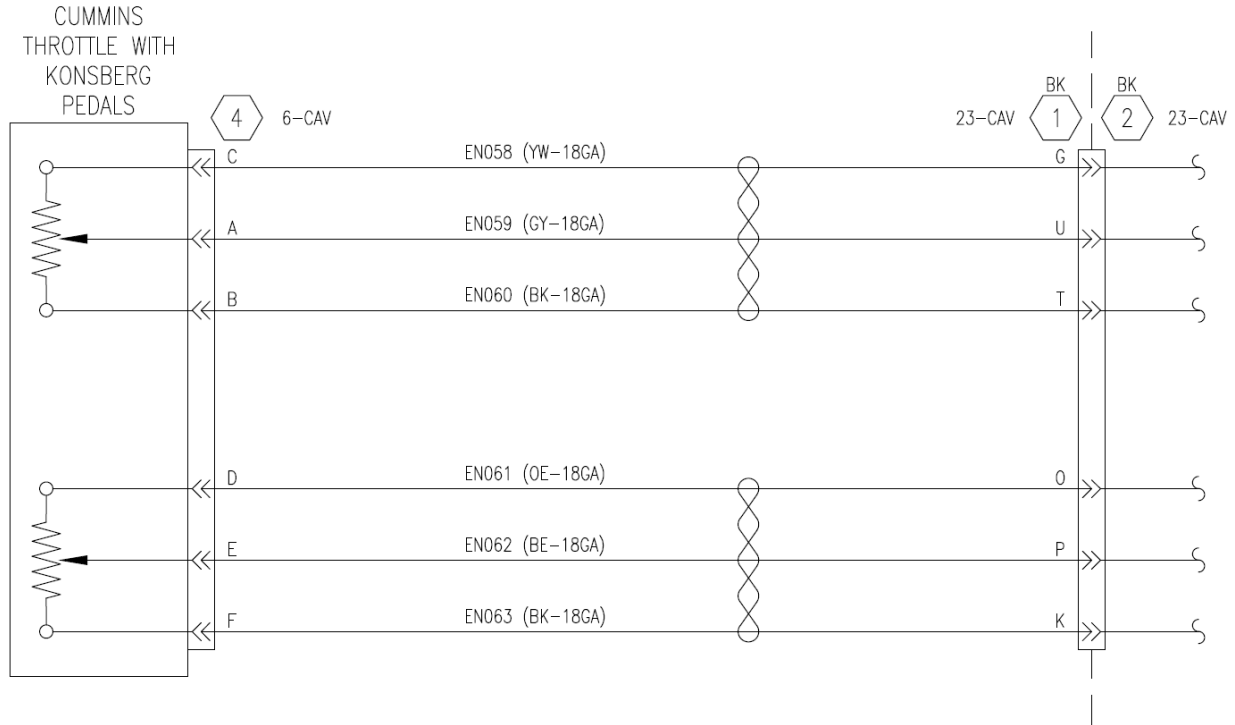 CUMMINS
THROTTLE WITH
KONSBERG
PEDALS
4 6-CAV
BK BK
23-CAV 1 2 23-CAV
C EN058 (YW-18GA) G
A EN059 (GY-18GA) U
B EN060 (BK-18GA) T
D EN061 (OE-18GA) O
E EN062 (BE-18GA) P
F EN063 (BK-18GA) K